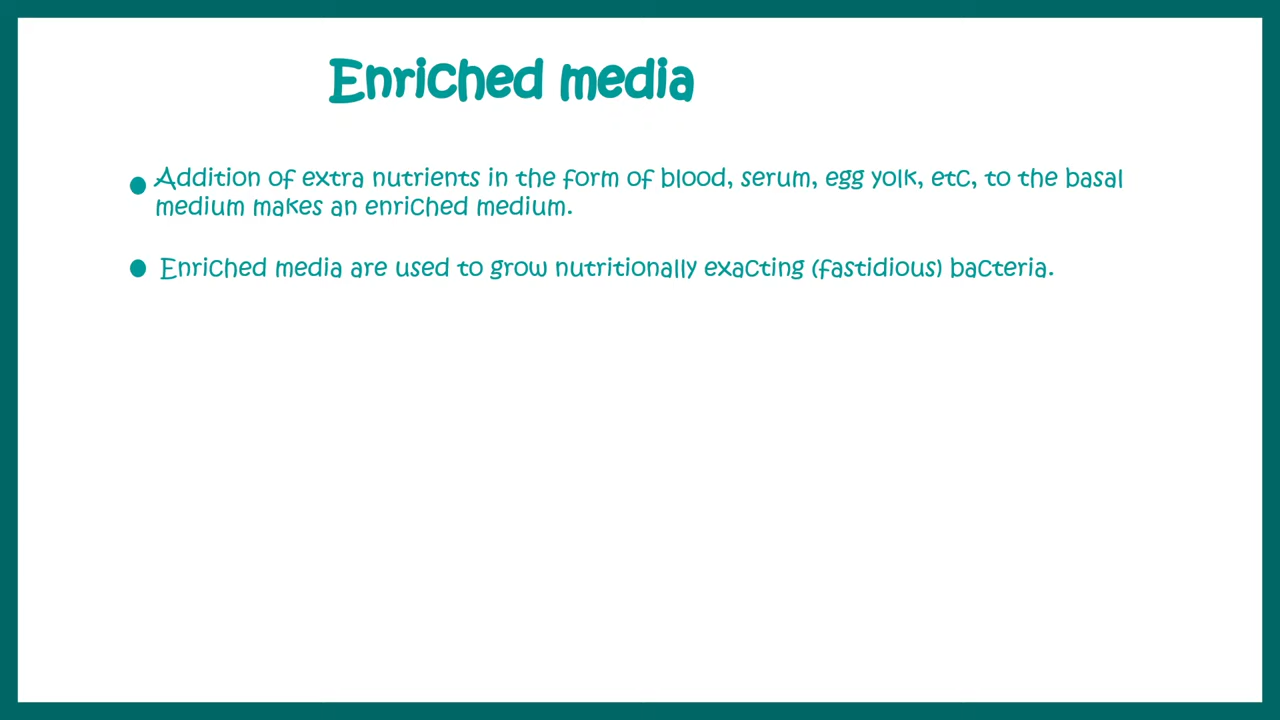 Enriched media
• Addition of extra nutrients in the form of blood, serum, egg yolk, etc, to the basal
medium makes an enriched medium.
• Enriched media are used to grow nutritionally exacting (fastidious) bacteria.